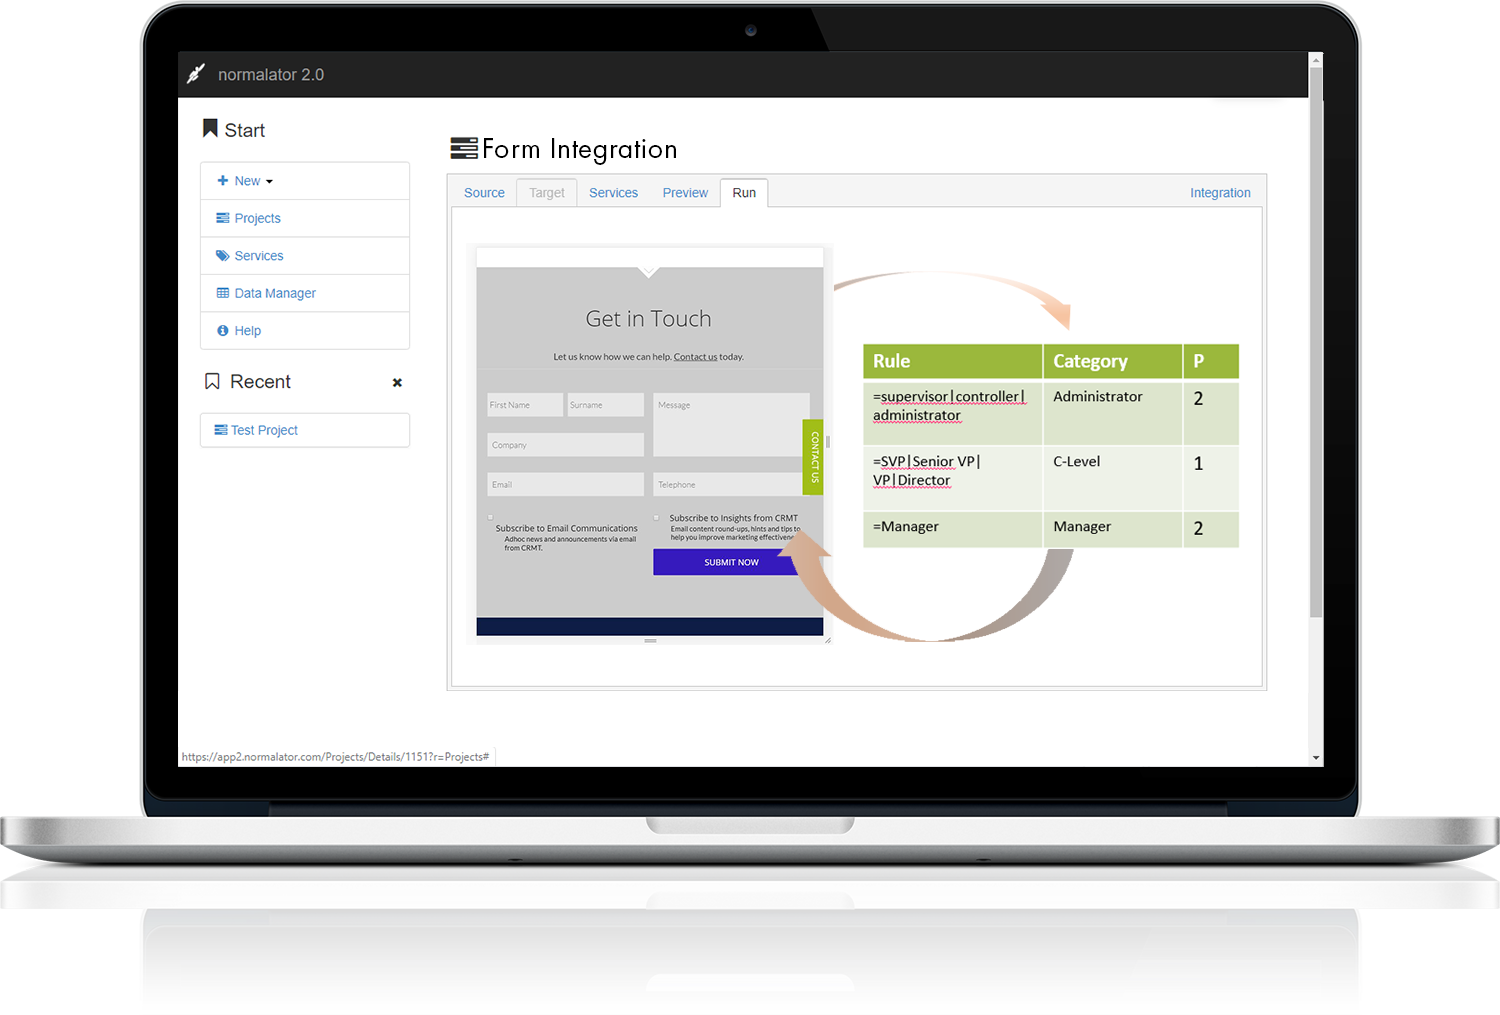 normalator 2.0
Start
New
Projects
Services
Data Manager
Help
Recent
Test Project
Form Integration
Source Target Services Preview Run Integration
Get in Touch
Let us know how we can help. Contact us today.
First Name Surname Message
Company
Email Telephone
CONTACT US
Subscribe to Email Communications
Adhoc news and announcements via email
from CRMT.
Subscribe to Insights from CRMT
Email content round-ups, hints and tips to
help you improve marketing
SUBMIT NOW
Rule Category P
=supervisor|controller| Administrator 2
administrator
=SVP|Senior VP| C-Level 1
VP|Director
=Manager Manager 2
https://app2.normalator.com/Projects/Details/1151?r=Projects#